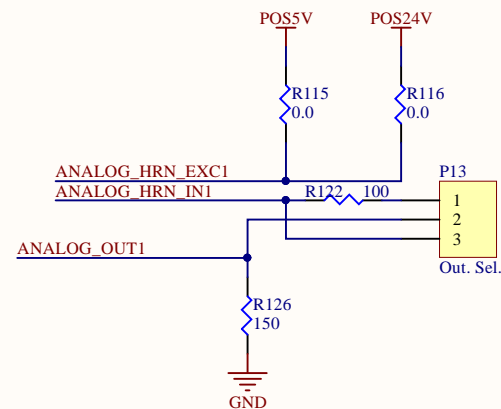 POS5V POS24V
R115 R116
0.0 0.0
ANALOG_HRN_EXC1 P13
ANALOG_HRN_IN1 R122 100 1
2
3
ANALOG_OUT1 Out. Sel.
R126
150
GND